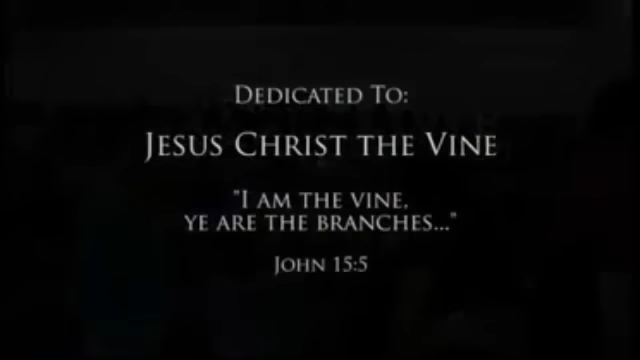 Dedicated To:
Jesus Christ the Vine
"I am the vine,
ye are the branches..."
John 15:5